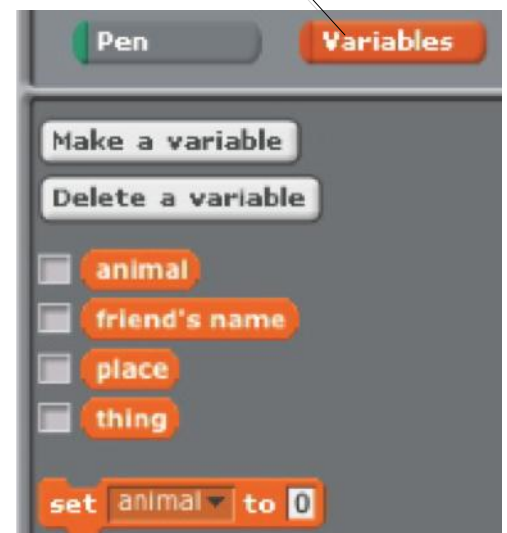 Pen Variables
Make a variable
Delete a variable
animal
friend's name
place
thing
set animal to 0